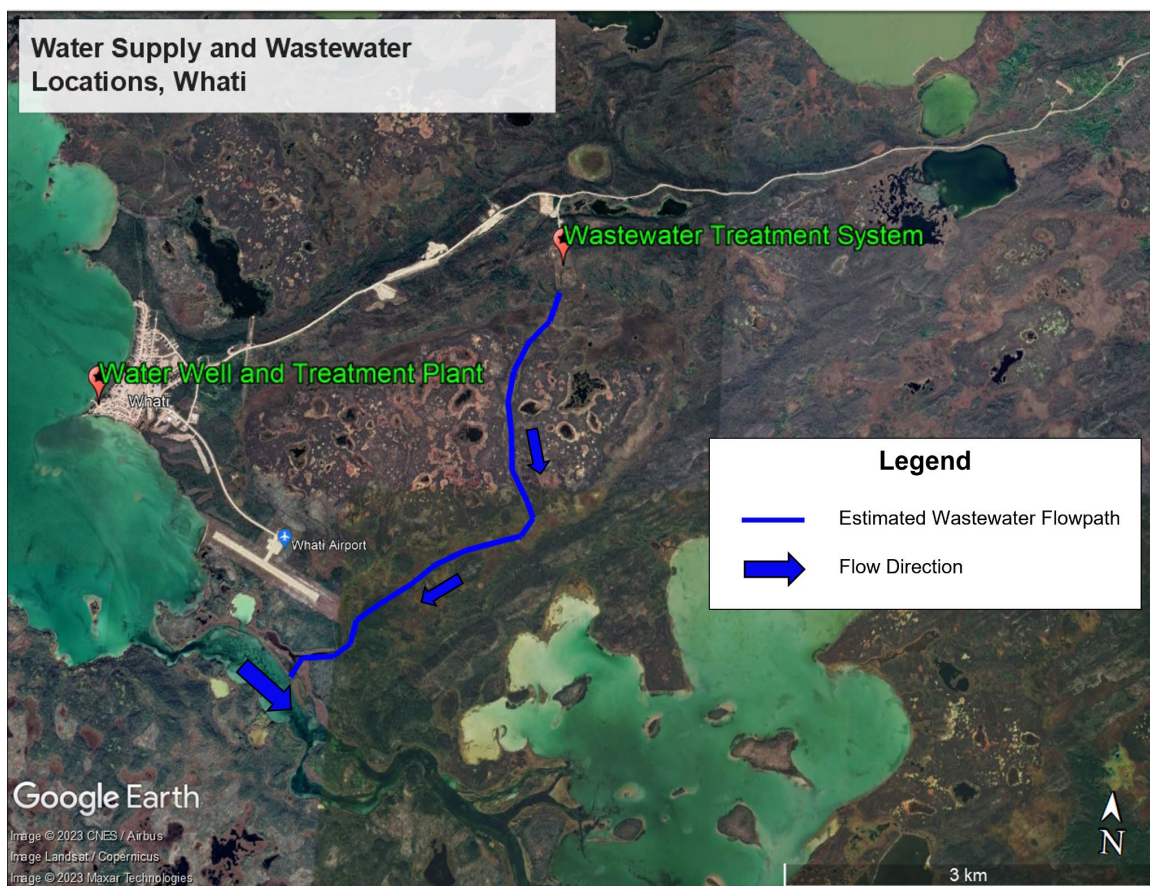 Water Supply and Wastewater
Locations, Whati
Wastewater Treatment System
Water Well and Treatment Plant
Whati
Legend
Estimated Wastewater Flowpath
Flow Direction
Whati Airport
Google Earth
Image © 2023 CNES / Airbus
Image Landsat / Copernicus
Image © 2023 Maxar Technologies
N
3 km